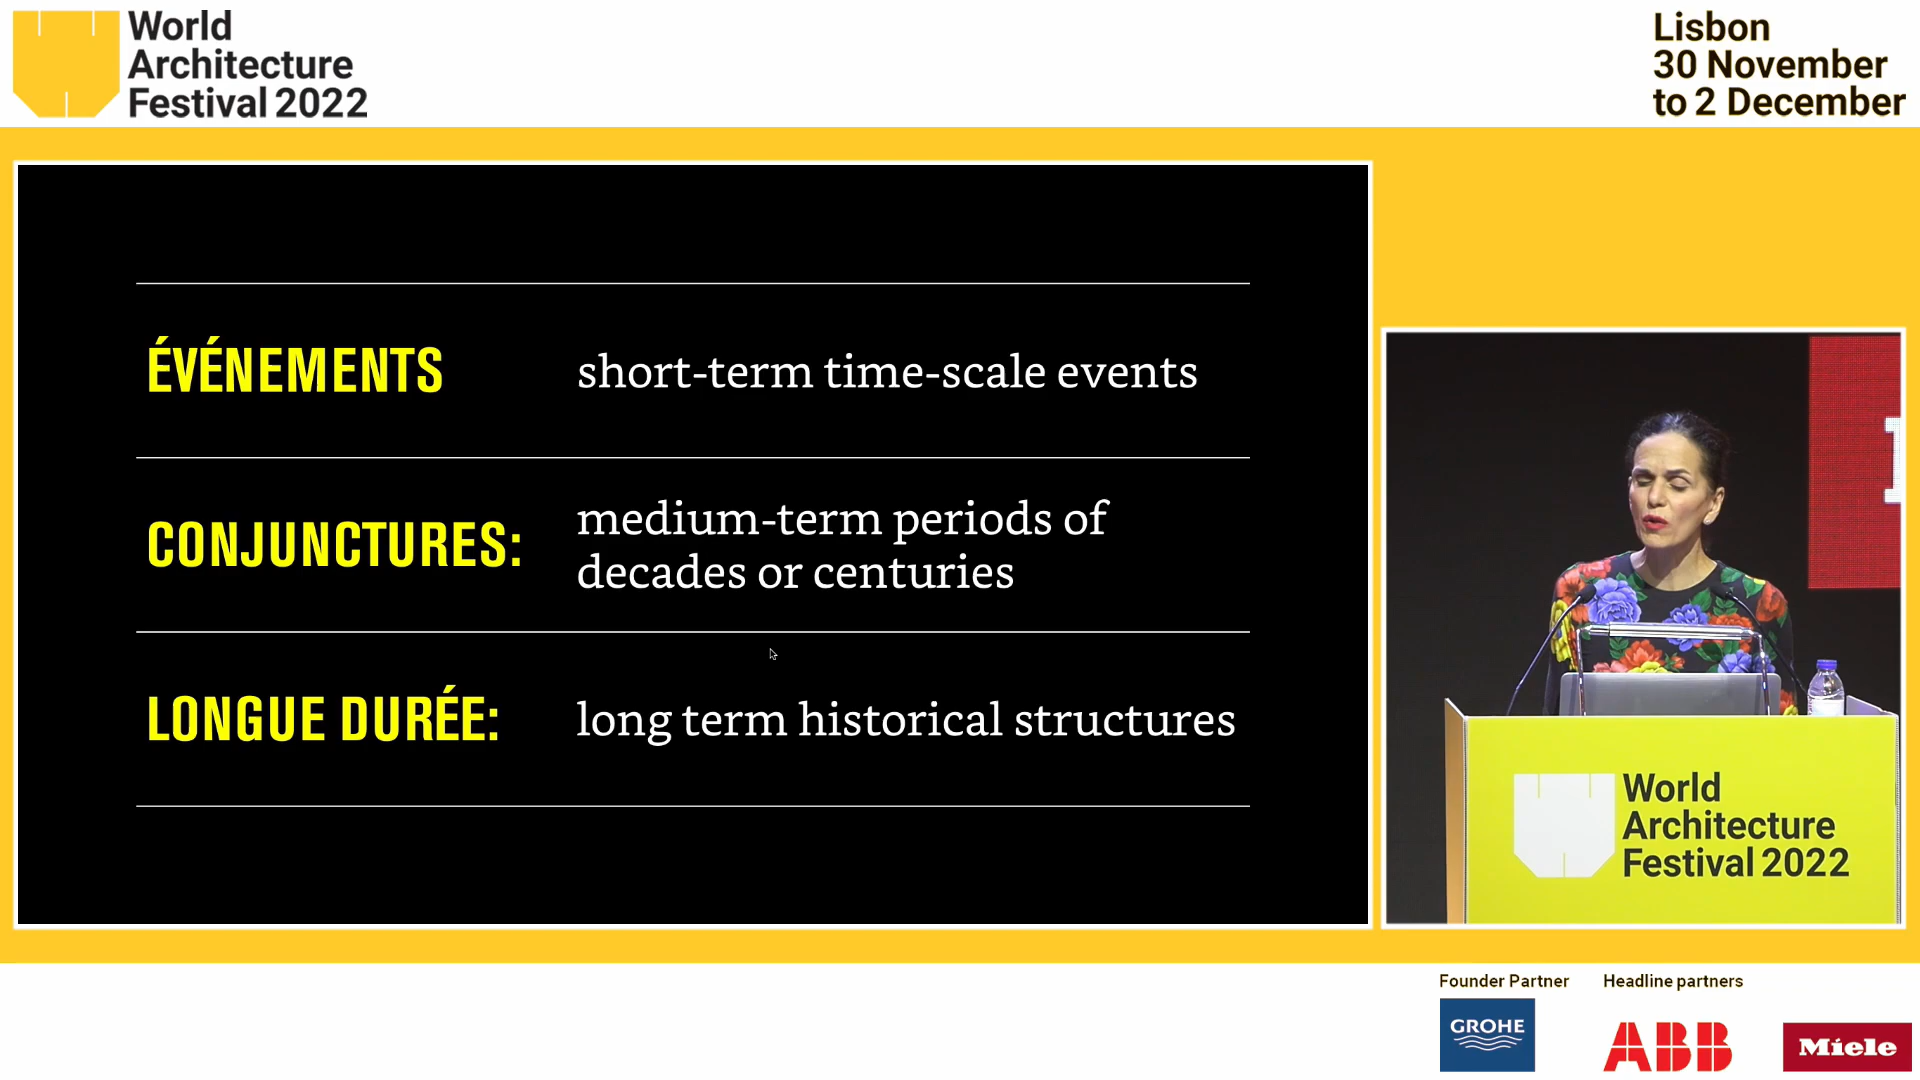 World
Architecture
Festival 2022
Lisbon
30 November
to 2 December
ÉVÉNEMENTS
short-term time-scale events
CONJUNCTURES:
medium-term periods of
decades or centuries
LONGUE DURÉE:
long term historical structures
World
Architecture
Festival 2022
Founder Partner
Headline partners
GROHE
ABB
Miele